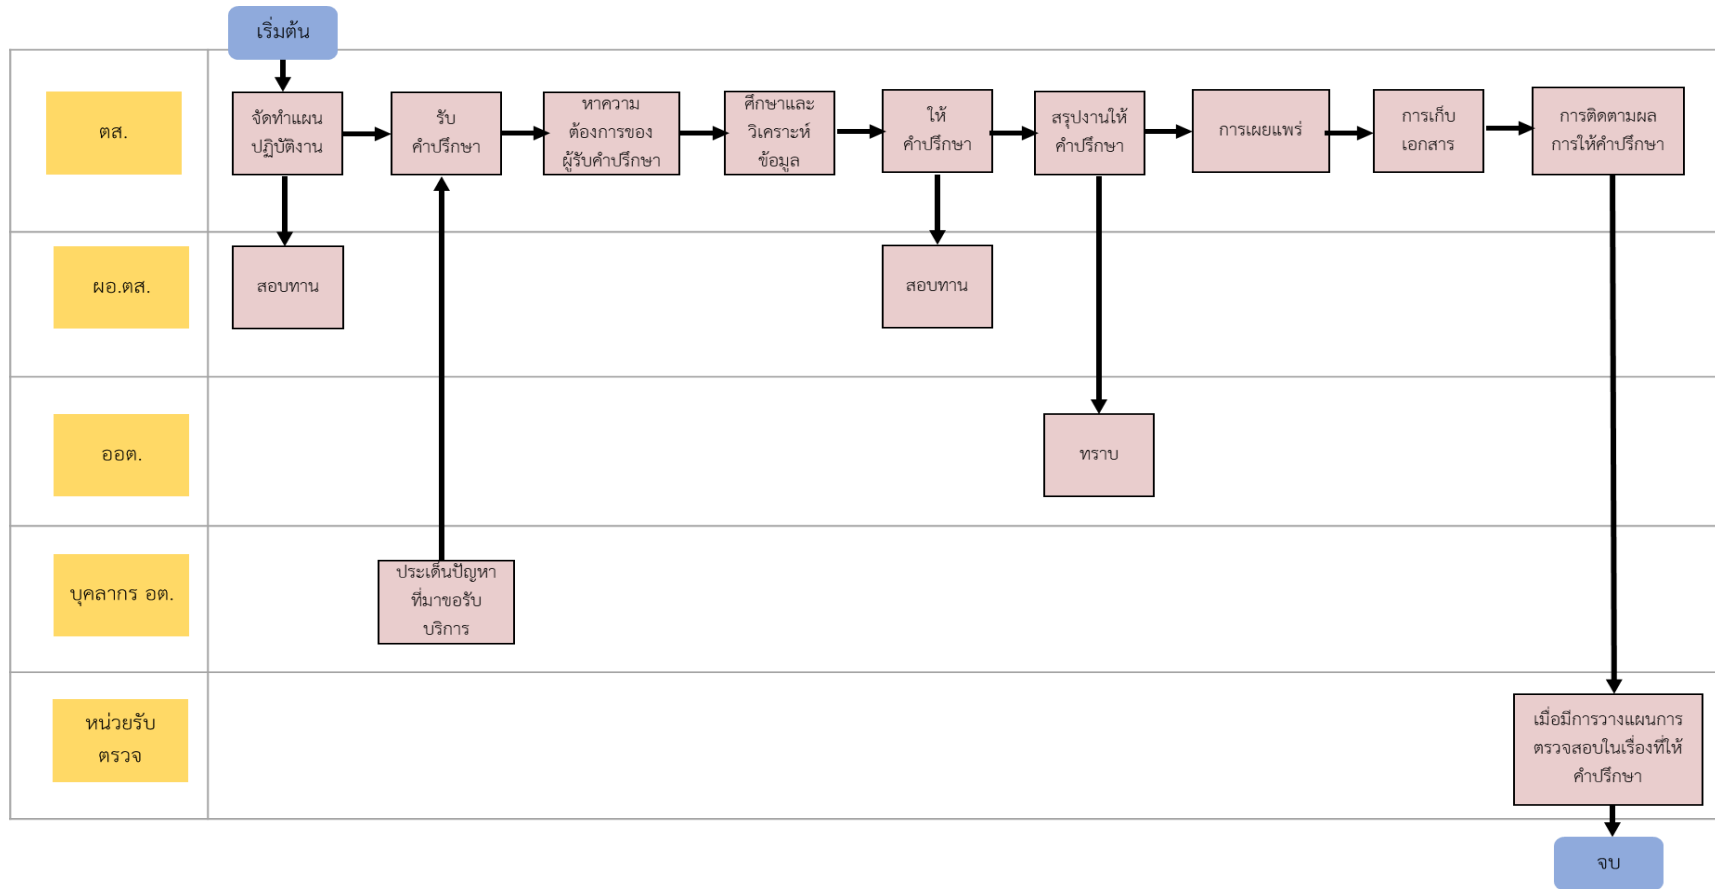 เริ่มต้น
ตส.
จัดทำแผน
ปฏิบัติงาน
รับ
คำปรึกษา
หาความ
ต้องการของ
ผู้รับคำปรึกษา
ศึกษาและ
วิเคราะห์
ข้อมูล
ให้
คำปรึกษา
สรุปงานให้
คำปรึกษา
การเผยแพร่
การเก็บ
เอกสาร
การติดตามผล
การให้คำปรึกษา
ผอ.ตส.
สอบทาน
สอบทาน
ออต.
ทราบ
บุคลากร อต.
ประเด็นปัญหา
ที่มาขอรับ
บริการ
หน่วยรับ
ตรวจ
เมื่อมีการวางแผนการ
ตรวจสอบในเรื่องที่ให้
คำปรึกษา
จบ